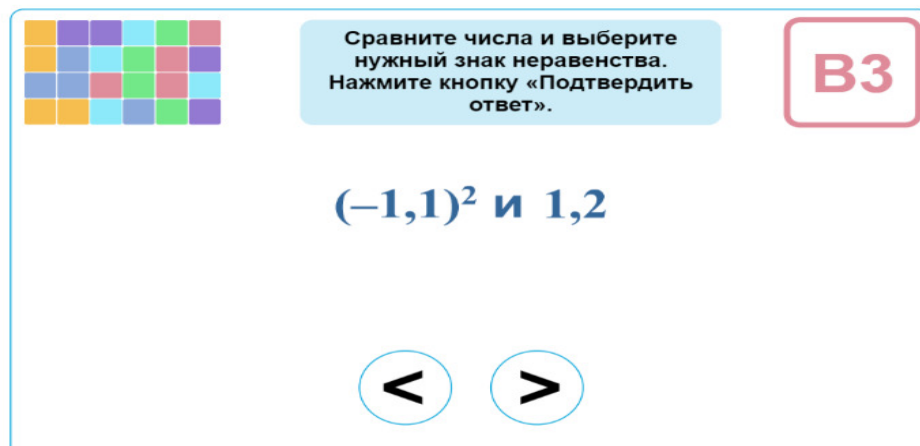 Сравните числа и выберите
нужный знак неравенства.
Нажмите кнопку «Подтвердить
ответ».
В3
(–1,1)² и 1,2
< >